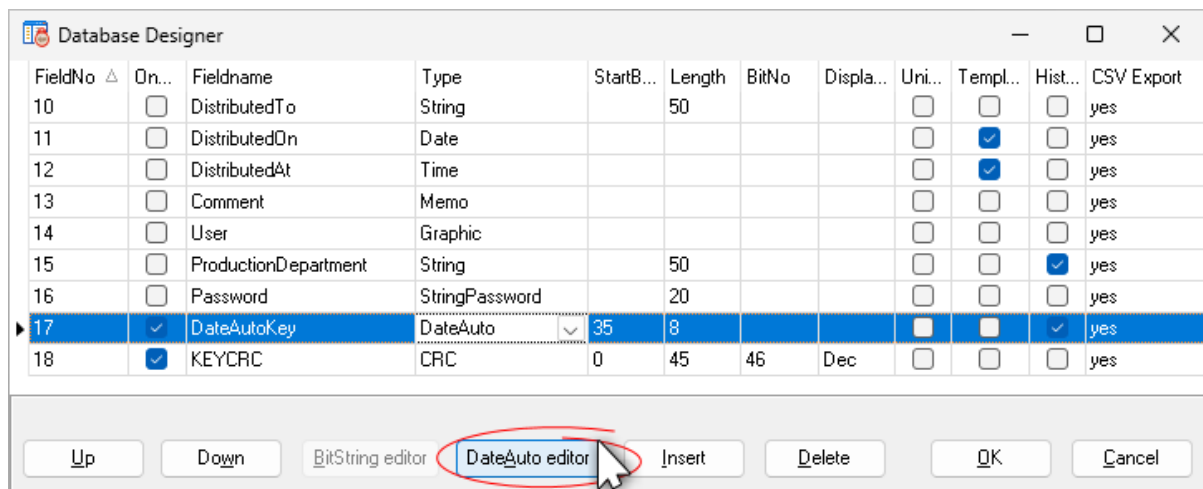 Database Designer
FieldNo On... Fieldname Type StartB... Length BitNo Displa... Uni... Templ... Hist... CSV Export
10 DistributedTo String 50 yes
11 DistributedOn Date yes
12 DistributedAt Time yes
13 Comment Memo yes
14 User Graphic yes
15 ProductionDepartment String 50 yes
16 Password StringPassword 20 yes
17 DateAutoKey DateAuto 35 8 yes
18 KEYCRC CRC 0 45 46 Dec yes
Up Down BitString editor DateAuto editor Insert Delete OK Cancel